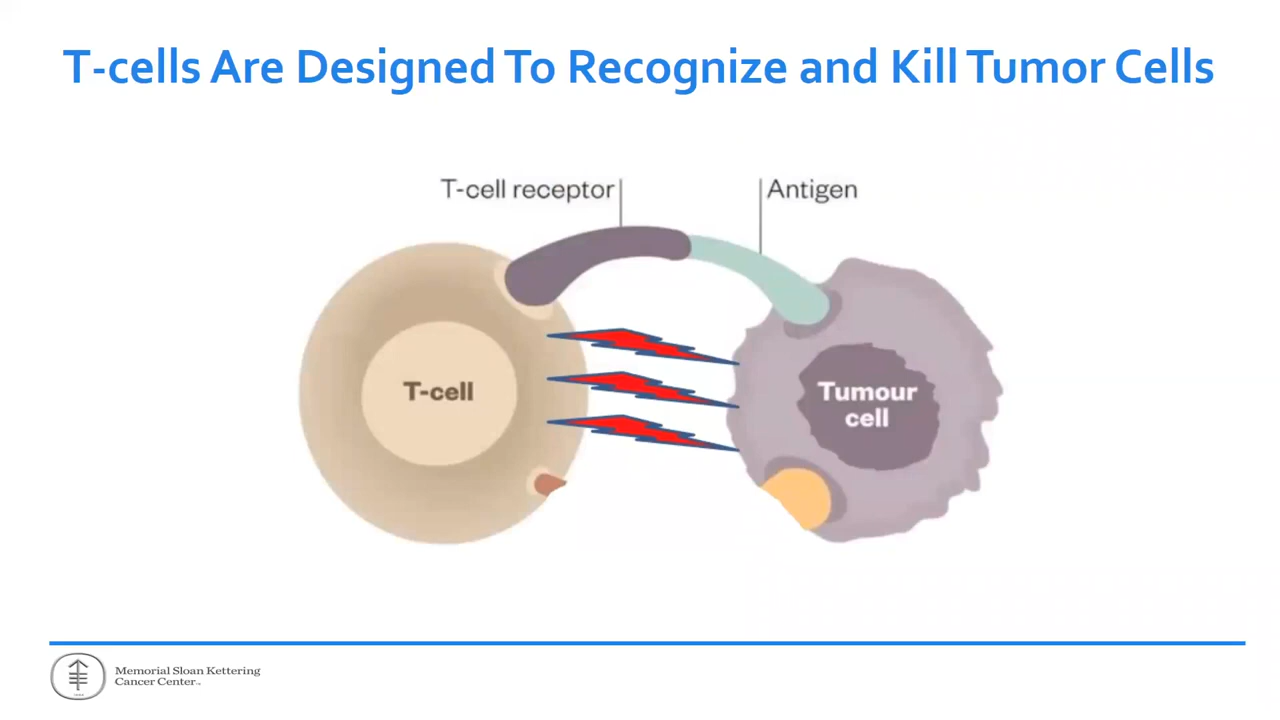 T-cells Are Designed To Recognize and Kill Tumor Cells
T-cell receptor
Antigen
T-cell
Tumour
cell
Memorial Sloan Kettering
Cancer Center